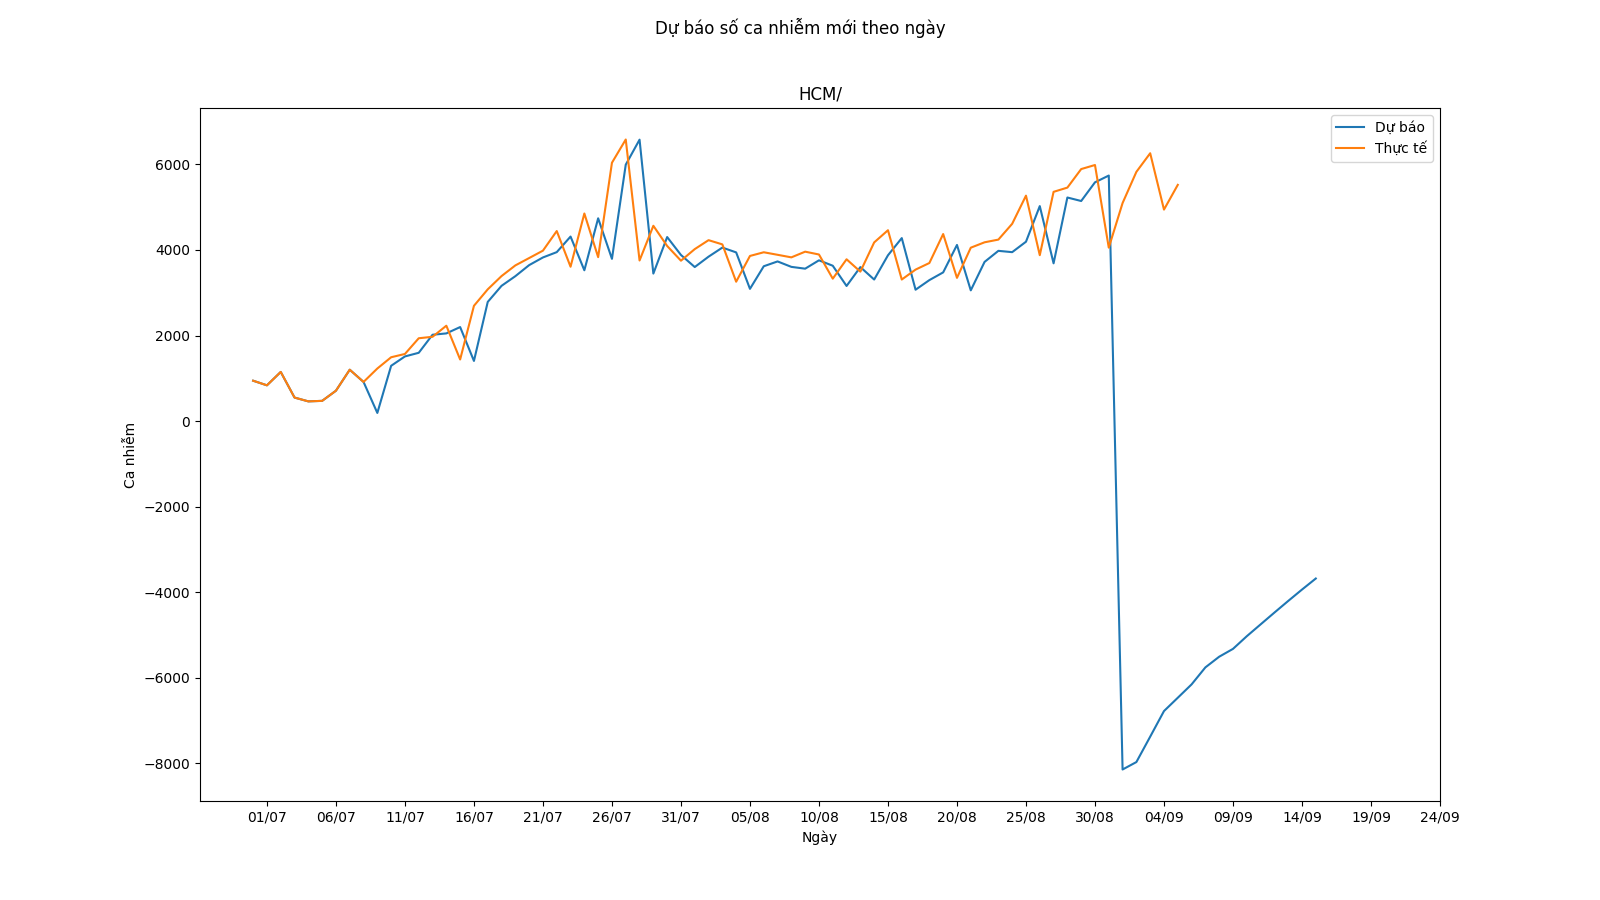 Dự báo số ca nhiễm mới theo ngày
HCM/
Dự báo
Thực tế
6000
4000
2000
0
−2000
−4000
−6000
−8000
Ca nhiễm
01/07 06/07 11/07 16/07 21/07 26/07 31/07 05/08 10/08 15/08 20/08 25/08 30/08 04/09 09/09 14/09 19/09 24/09
Ngày